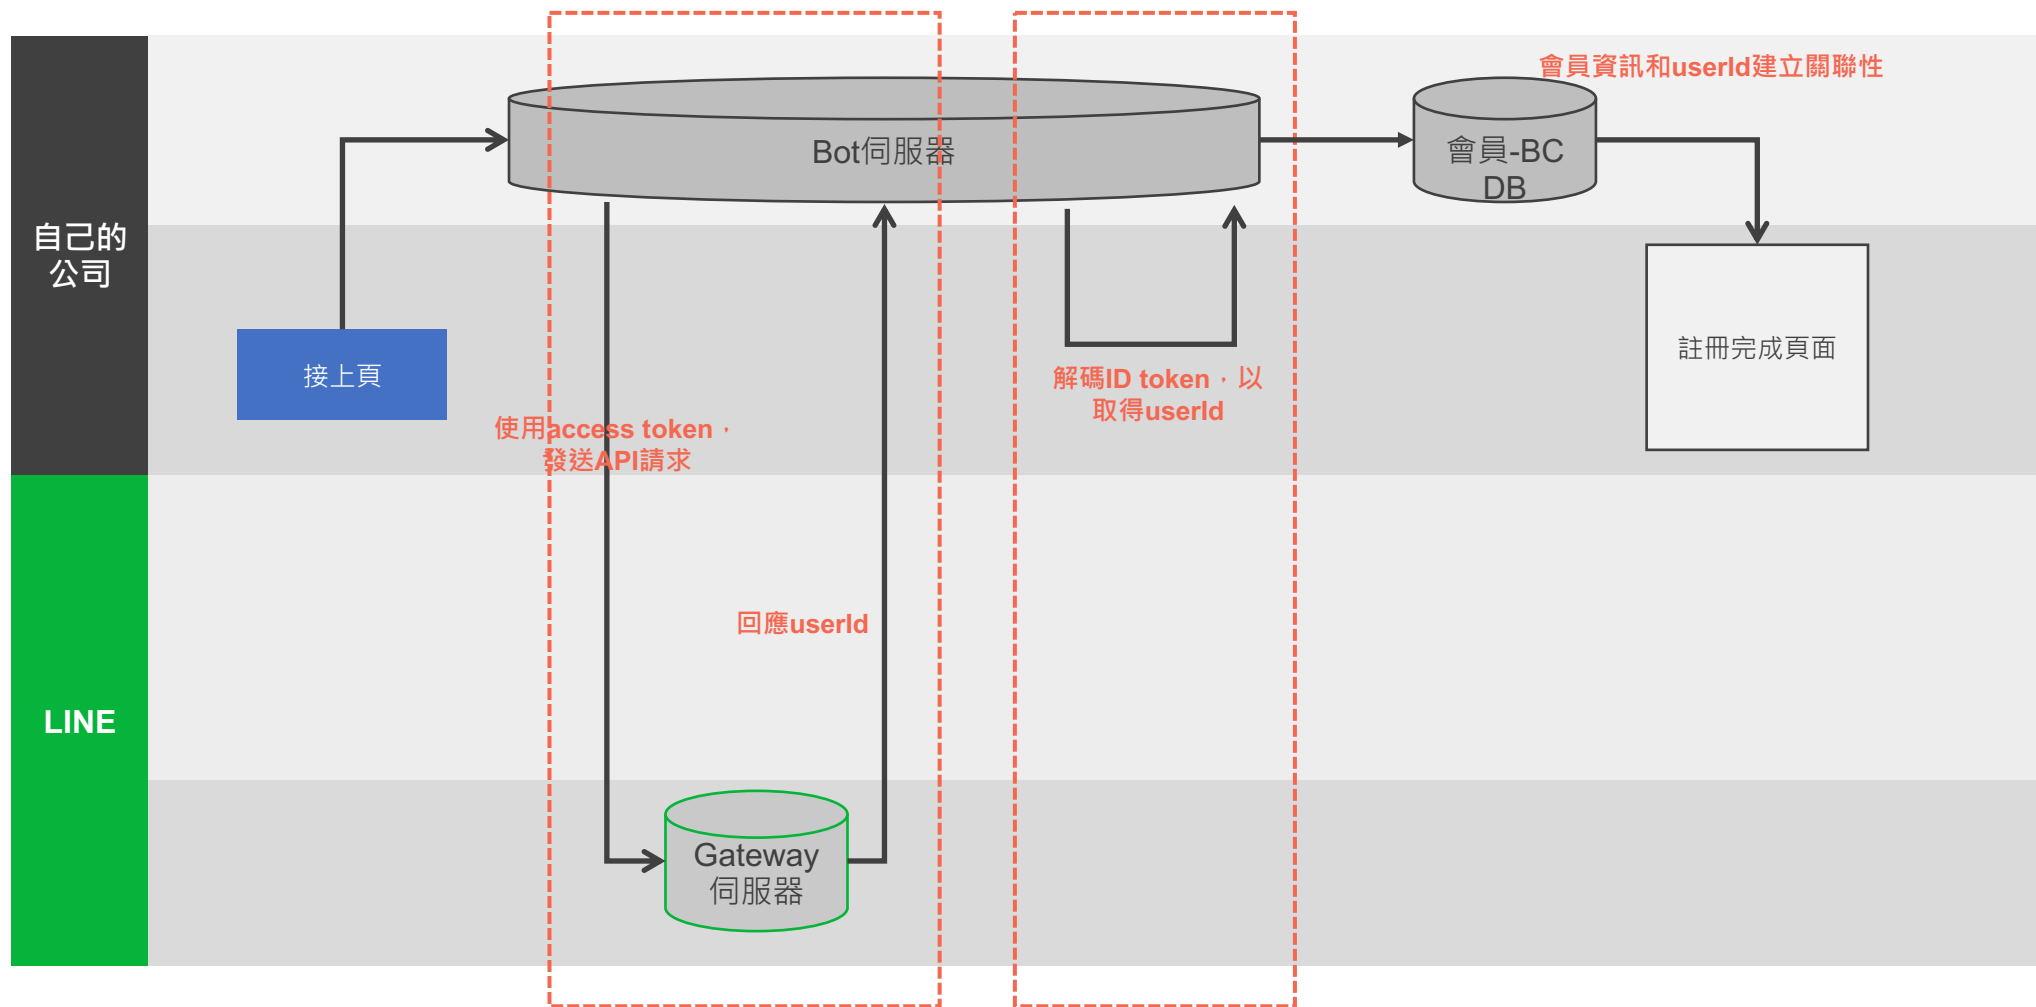 會員資訊和userId建立關聯性
Bot伺服器
會員-BC
DB
自己的
公司
接上頁
註冊完成頁面
解碼ID token，以
取得userId
使用access token，
發送API請求
回應userId
LINE
Gateway
伺服器